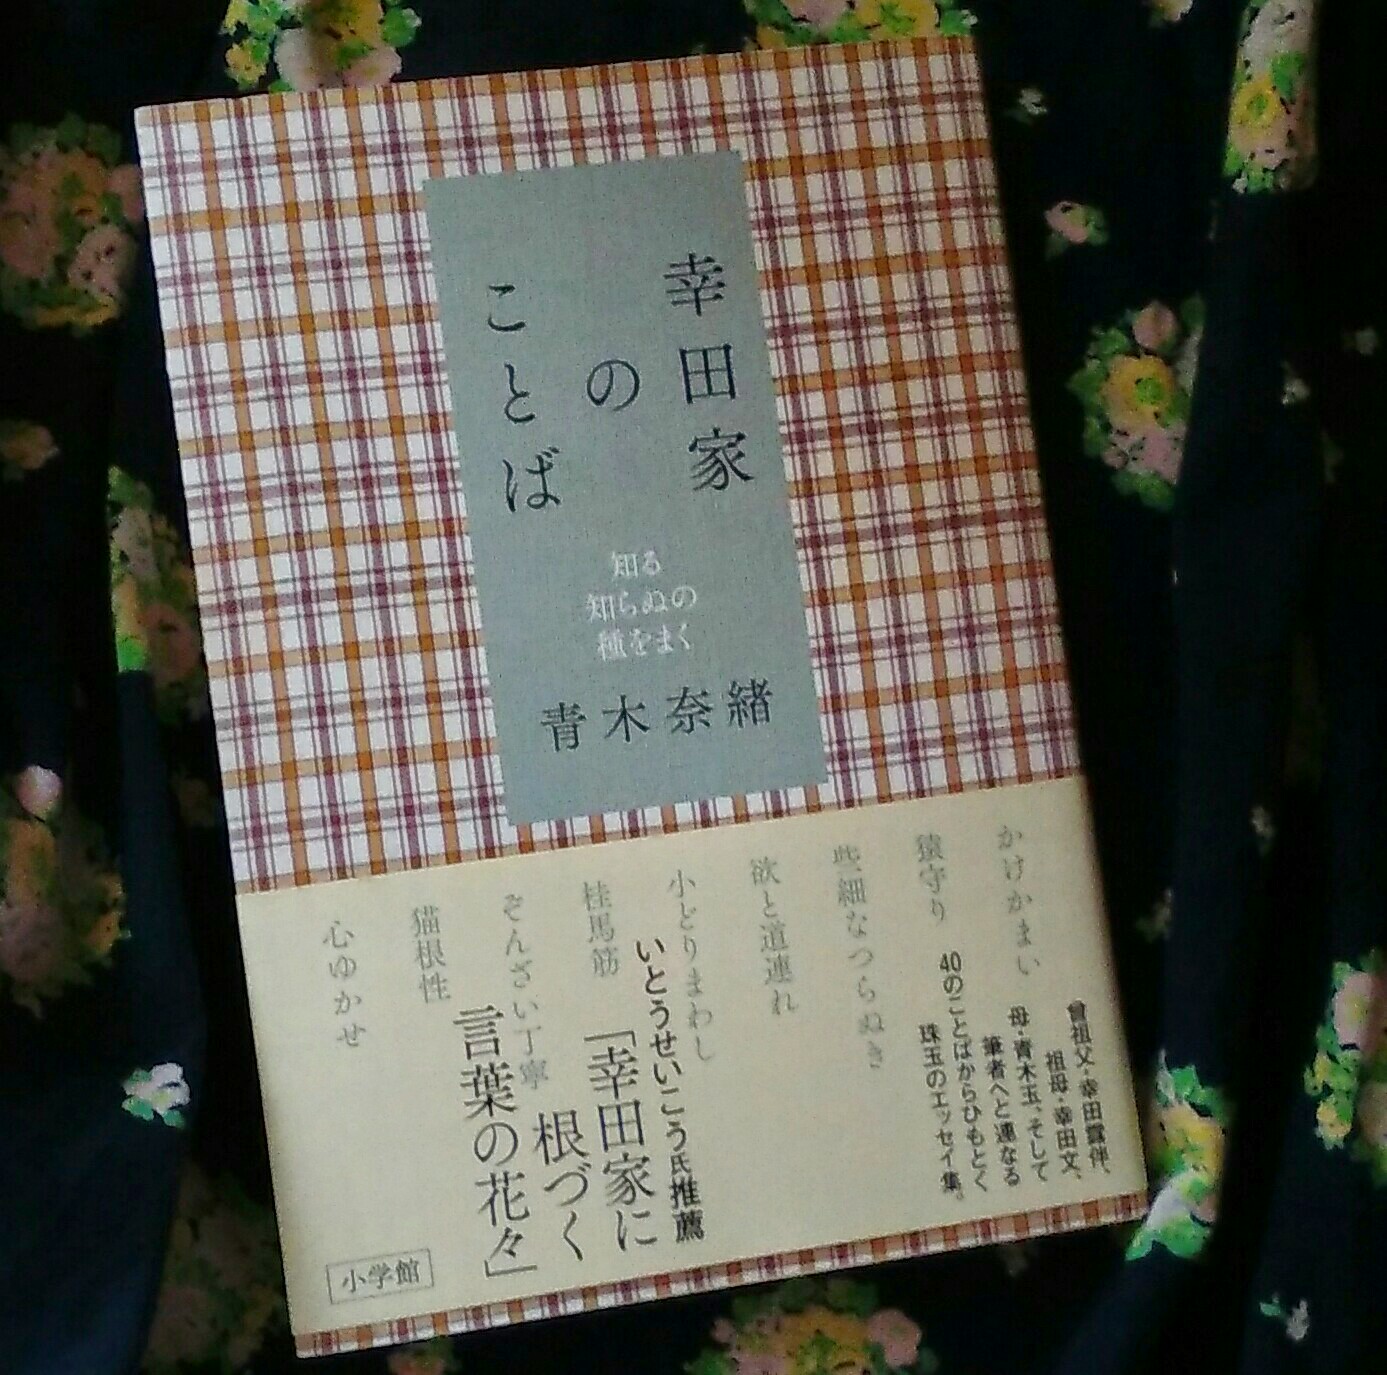 幸田家
の
ことば
知る
知らぬの
種をまく
青木奈緒
かけかまい
猿守り
些細なつらぬき
欲と道連れ
小どりまわし
桂馬筋
ぞんざい丁寧
猫根性
心ゆかせ
曾祖父・幸田露伴、
祖母・幸田文、
母・青木玉、そして
筆者へと連なる
40のことばからひもとく
珠玉のエッセイ集。
いとうせいこう氏推薦
「幸田家に
根づく
言葉の花々」
小学館